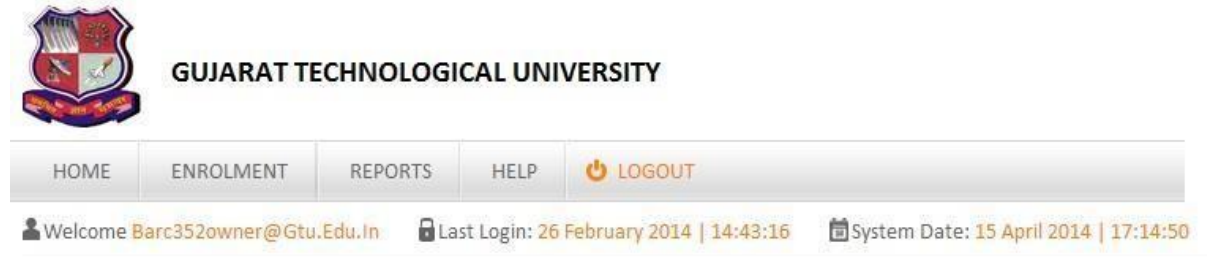 GUJARAT TECHNOLOGICAL UNIVERSITY
HOME ENROLMENT REPORTS HELP LOGOUT
Welcome Barc352owner@Gtu.Edu.In Last Login: 26 February 2014 | 14:43:16 System Date: 15 April 2014 | 17:14:50